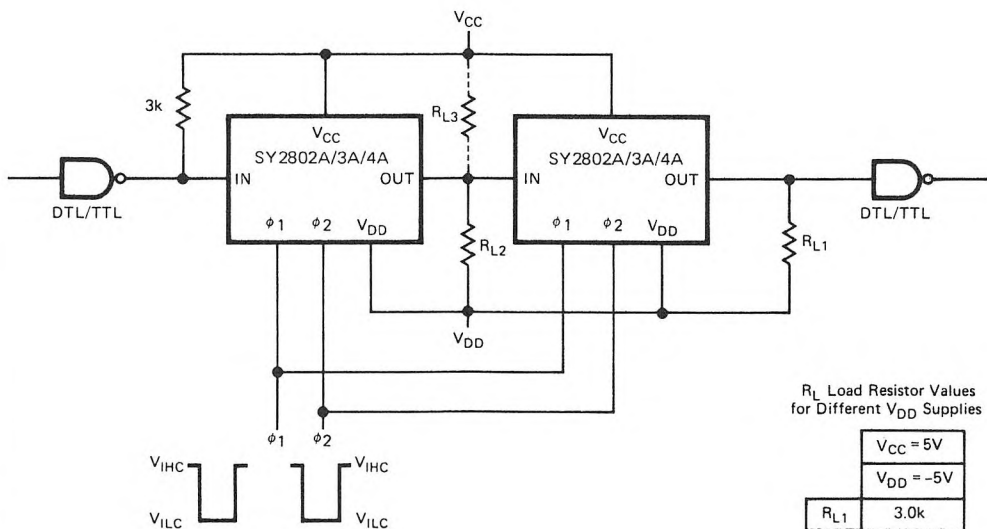 VCC
3k
RL3
VCC
SY2802A/3A/4A
IN
OUT
ϕ1 ϕ2 VDD
VCC
SY2802A/3A/4A
IN
OUT
ϕ1 ϕ2 VDD
DTL/TTL
DTL/TTL
RL2
RL1
VDD
ϕ1 ϕ2
VIHC VIHC
VILC VILC
RL Load Resistor Values
for Different VDD Supplies
VCC = 5V
VDD = -5V
RL1 3.0k